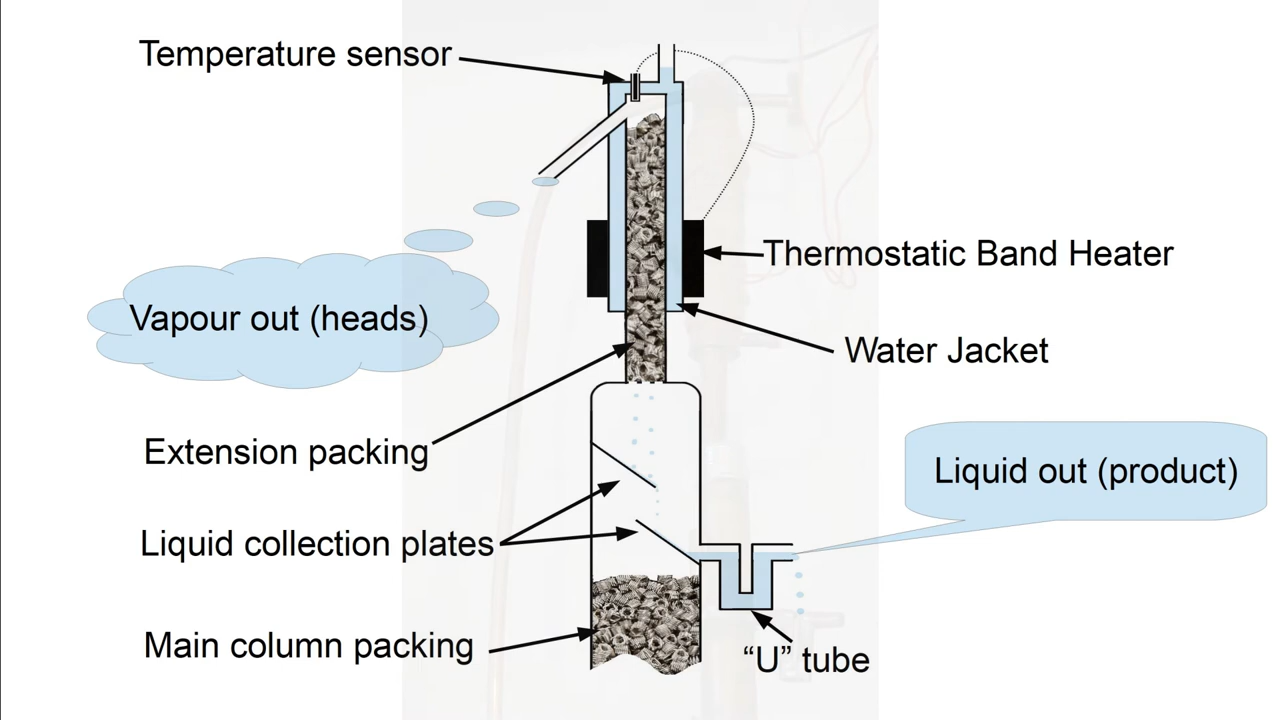 Temperature sensor
Thermostatic Band Heater
Vapour out (heads)
Water Jacket
Extension packing
Liquid out (product)
Liquid collection plates
Main column packing
“U” tube